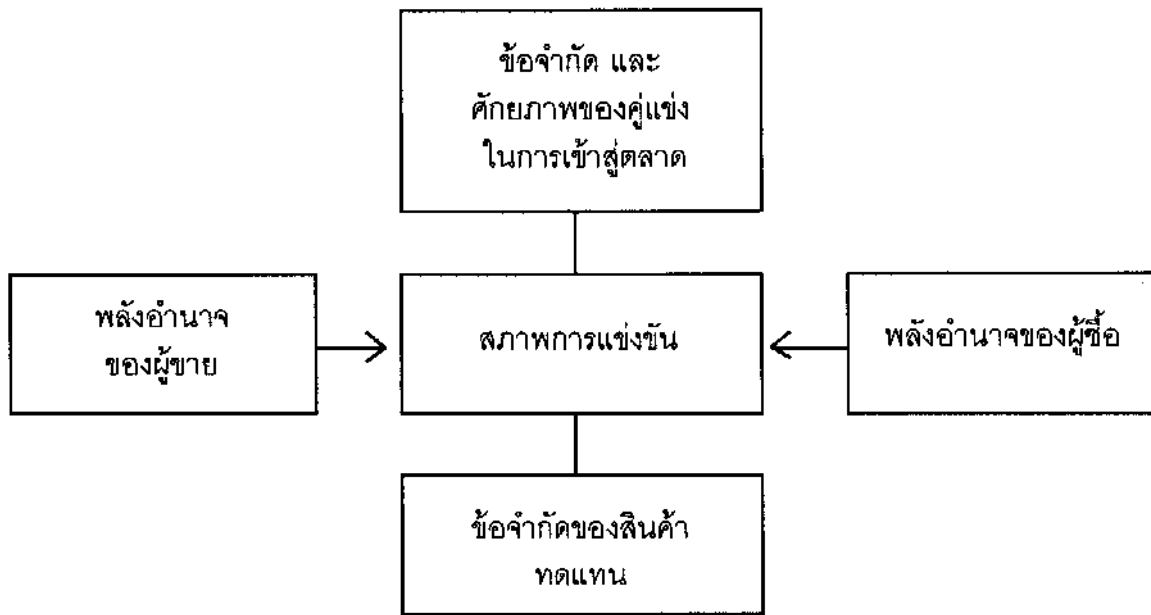 ข้อจำกัด และ
ศักยภาพของคู่แข่ง
ในการเข้าสู่ตลาด
พลังอำนาจ
ของผู้ขาย
สภาพการแข่งขัน
พลังอำนาจของผู้ซื้อ
ข้อจำกัดของสินค้า
ทดแทน